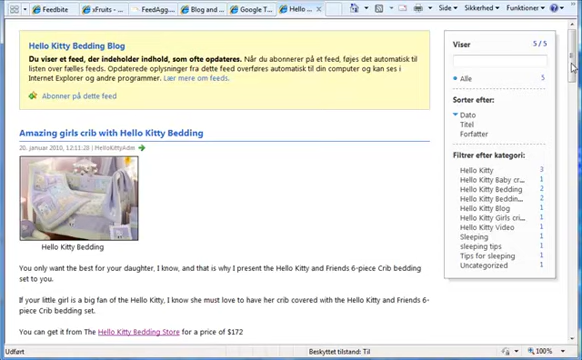 Feedbite
xFruits - ...
FeedAgg...
Blog and ...
Google T...
Hello ...
Side
Sikkerhed
Funktioner
Hello Kitty Bedding Blog
Du viser et feed, der indeholder indhold, som ofte opdateres. Når du abonnerer på et feed, føjes det automatisk til
listen over fælles feeds. Opdaterede oplysninger fra dette feed overføres automatisk til din computer og kan ses i
Internet Explorer og andre programmer. Lær mere om feeds.
Abonner på dette feed
Amazing girls crib with Hello Kitty Bedding
20. januar 2010, 12:11:28 | HelloKittyAdm
Hello Kitty Bedding
You only want the best for your daughter, I know, and that is why I present the Hello Kitty and Friends 6-piece Crib bedding
set to you.
If your little girl is a big fan of the Hello Kitty, I know she must love to have her crib covered with the Hello Kitty and Friends 6-
piece Crib bedding set.
You can get it from The Hello Kitty Bedding Store for a price of $172
Viser 5 / 5
Alle 5
Sorter efter:
Dato
Titel
Forfatter
Filtrer efter kategori:
Hello Kitty 3
Hello Kitty Baby cr... 1
Hello Kitty Bedding 2
Hello Kitty Beddin... 2
Hello Kitty Blog 1
Hello Kitty Girls cri... 1
Hello Kitty Video 1
Sleeping 1
sleeping tips 1
Tips for sleeping 1
Uncategorized 1
Udført
Beskyttet tilstand: Til
100%